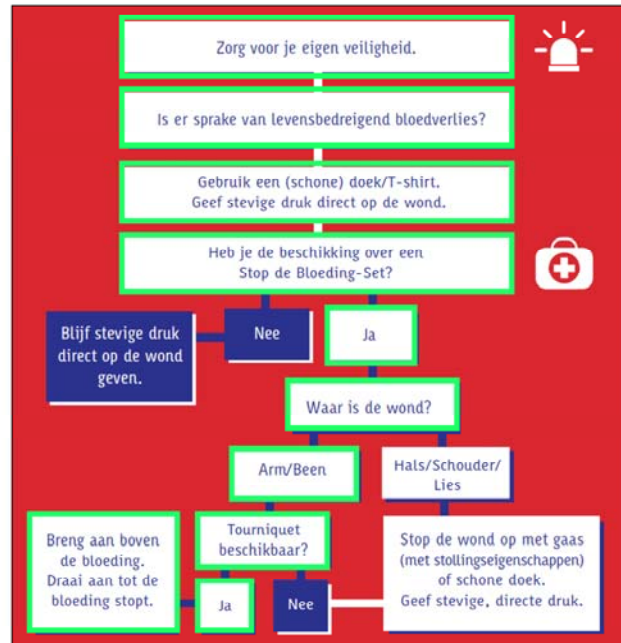 Zorg voor je eigen veiligheid.
Is er sprake van levensbedreigend bloedverlies?
Gebruik een (schone) doek/T-shirt.
Geef stevige druk direct op de wond.
Heb je de beschikking over een
Stop de Bloeding-Set?
Blijf stevige druk
direct op de wond
geven.
Nee
Ja
Waar is de wond?
Arm/Been
Hals/Schouder/
Lies
Breng aan boven
de bloeding.
Draai aan tot de
bloeding stopt.
Tourniquet
beschikbaar?
Ja
Nee
Stop de wond op met gaas
(met stollingseigenschappen)
of schone doek.
Geef stevige, directe druk.